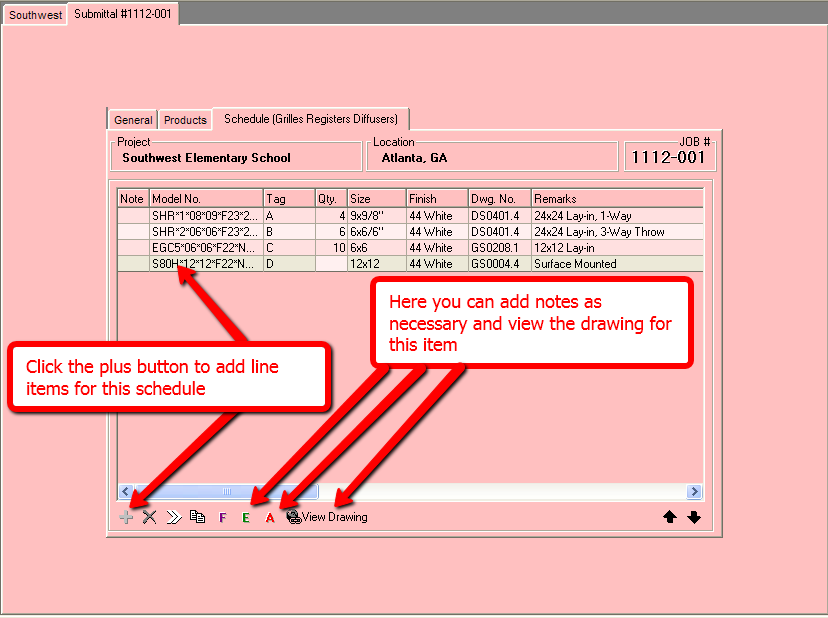 Southwest Submittal #1112-001
General Products Schedule (Grilles Registers Diffusers)
Project Location JOB #
Southwest Elementary School Atlanta, GA 1112-001
Note Model No. Tag Qty. Size Finish Dwg. No. Remarks
SHR*1*08*09*F23*2... A 4 9x9/8" 44 White DS0401.4 24x24 Lay-in, 1-Way
SHR*2*06*06*F23*2... B 6 6x6/6" 44 White DS0401.4 24x24 Lay-in, 3-Way Throw
EGC5*06*06*F22*N... C 10 6x6 44 White GS0208.1 12x12 Lay-in
S80H*12*12*F22*N... D 12x12 44 White GS0004.4 Surface Mounted
Here you can add notes as
necessary and view the drawing for
this item
Click the plus button to add line
items for this schedule
F E A View Drawing